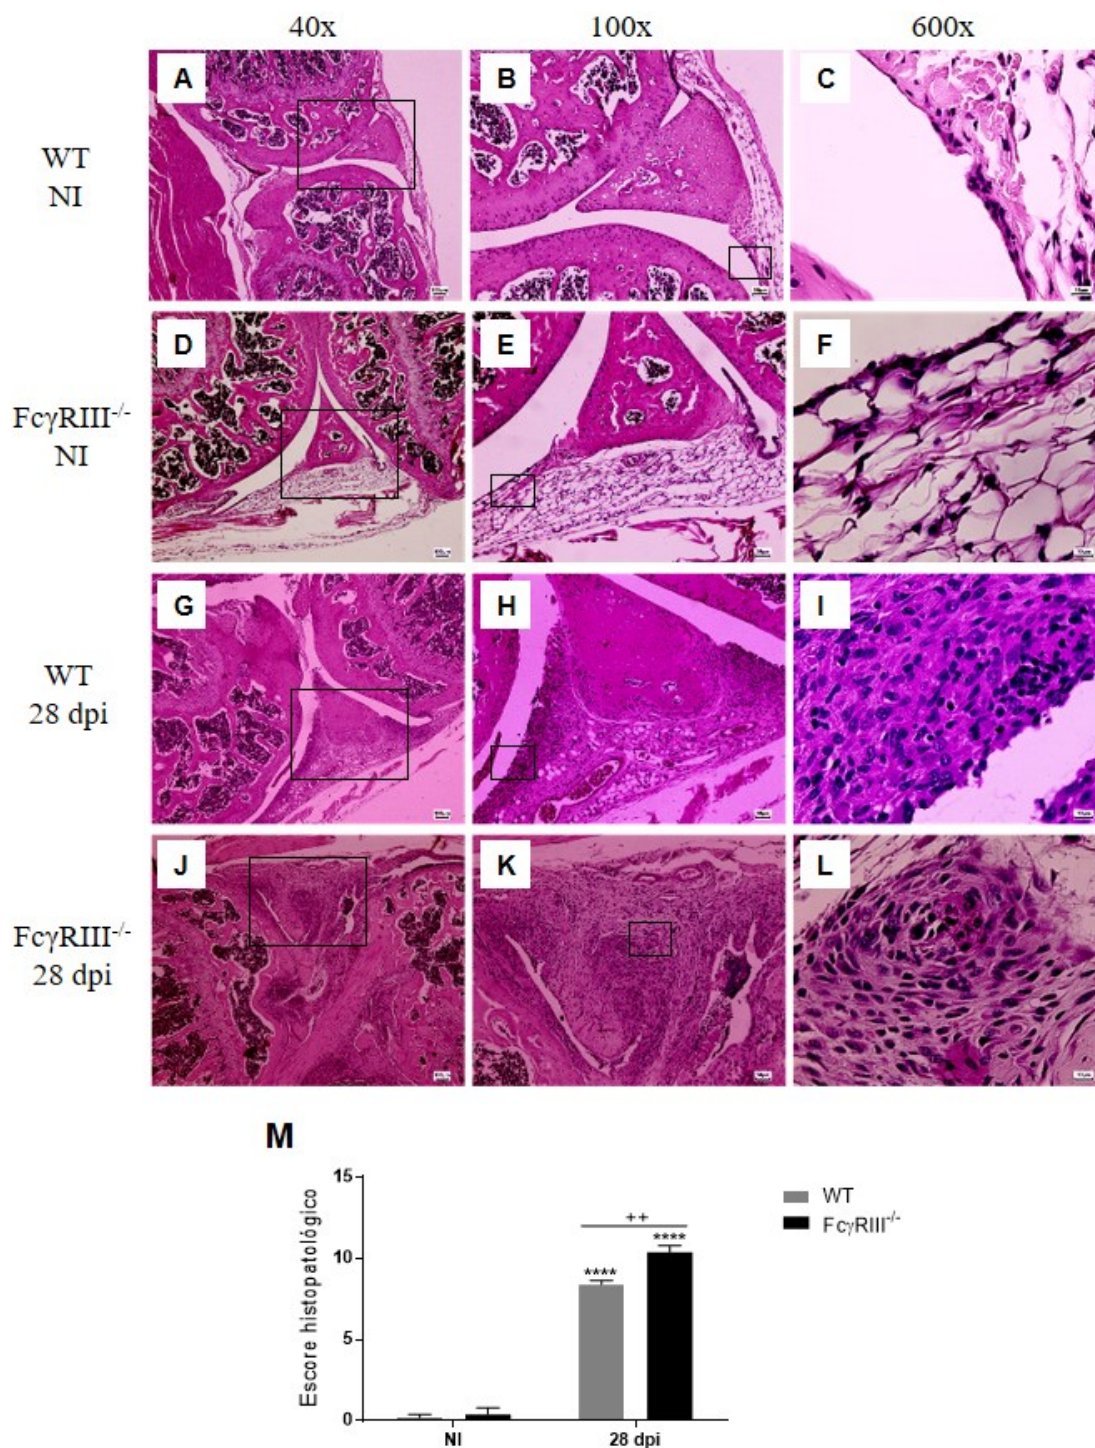 40x 100x 600x
A B C
WT
NI
D E F
FcγRIII-/-
NI
G H I
WT
28 dpi
J K L
FcγRIII-/-
28 dpi
M
Escore histopatológico
15
10
5
0
++
****
****
NI 28 dpi
WT
FcγRIII-/-